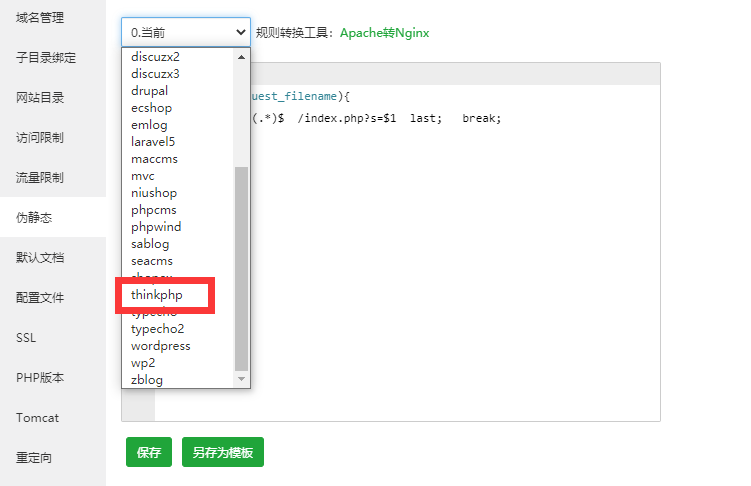 域名管理
子目录绑定
网站目录
访问限制
流量限制
伪静态
默认文档
配置文件
SSL
PHP版本
Tomcat
重定向
0.当前
规则转换工具：Apache转Nginx
discuzx2
discuzx3
drupal
ecshop
emlog
laravel5
maccms
mvc
niushop
phpcms
phpwind
sablog
seacms
thinkphp
typecho2
wordpress
wp2
zblog
uest_filename){
(.*)$ /index.php?s=$1 last; break;
保存
另存为模板